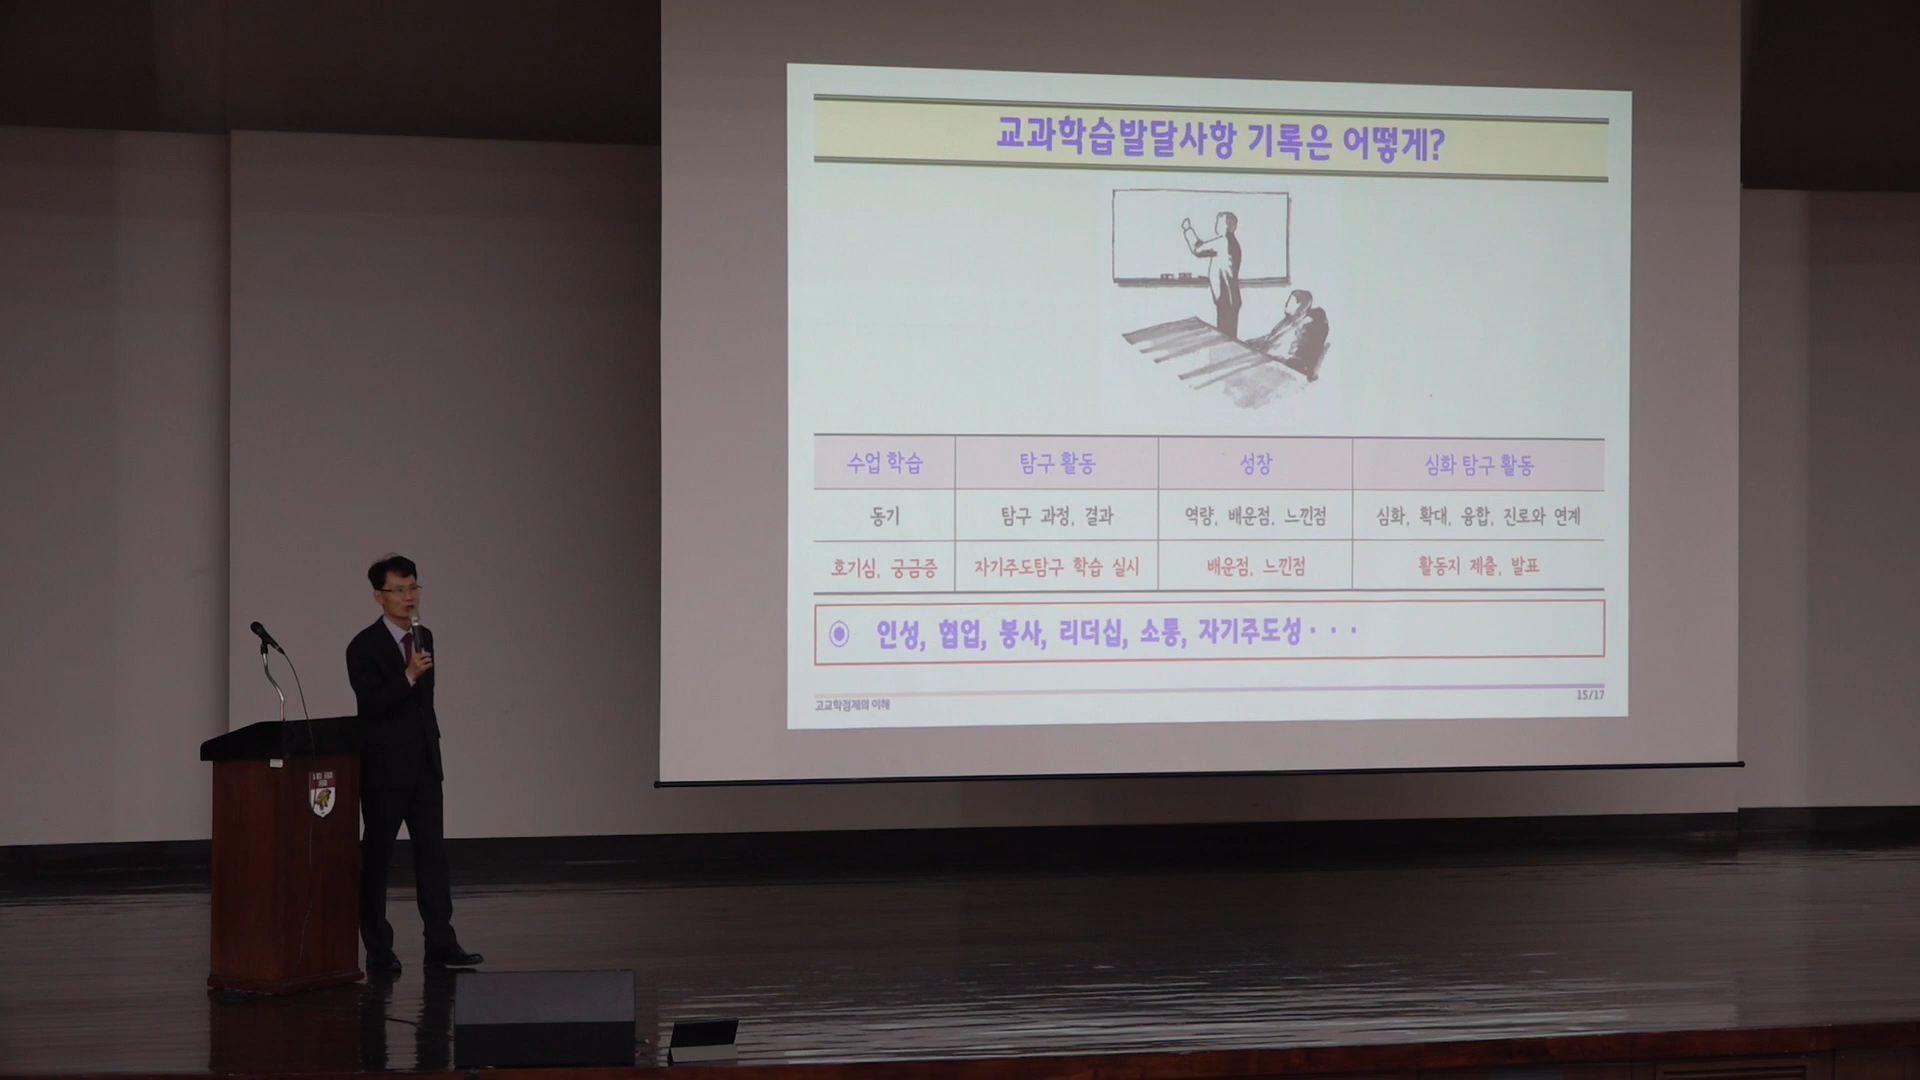 교과학습발달사항 기록은 어떻게?
수업 학습 탐구 활동 성장 심화 탐구 활동
동기 탐구 과정, 결과 역량, 배운점, 느낀점 심화, 확대, 융합, 진로와 연계
호기심, 궁금증 자기주도탐구 학습 실시 배운점, 느낀점 활동지 제출, 발표
◉ 인성, 협업, 봉사, 리더십, 소통, 자기주도성 · · ·
고교학점제의 이해 15/17